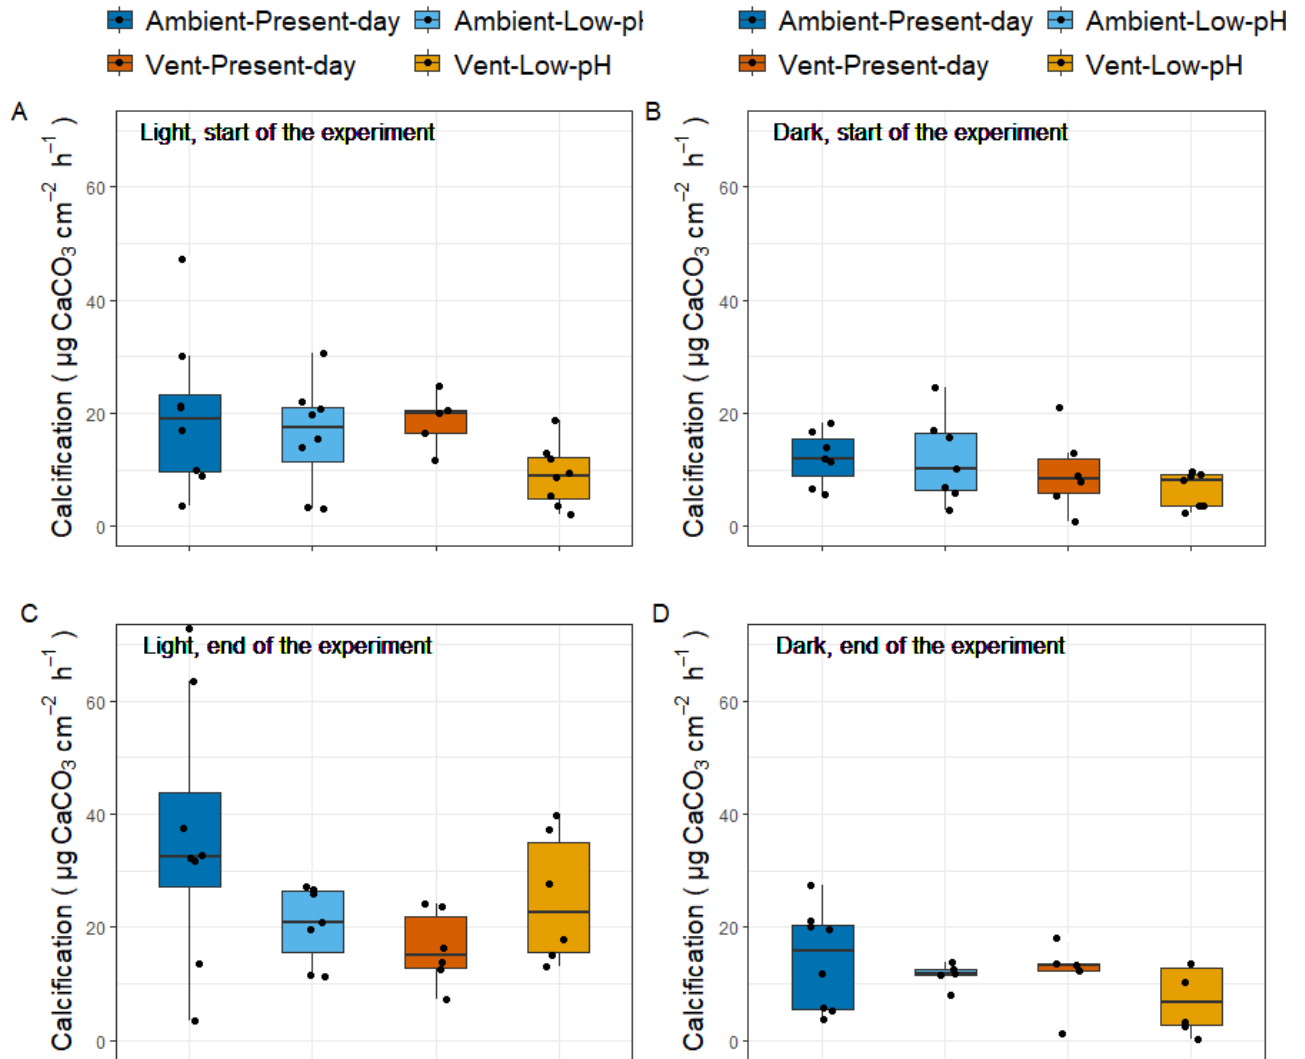 Ambient-Present-day Ambient-Low-pH
Vent-Present-day Vent-Low-pH
Ambient-Present-day Ambient-Low-pH
Vent-Present-day Vent-Low-pH
A
Light, start of the experiment
Calcification ( µg CaCO₃ cm⁻² h⁻¹ )
60
40
20
0
B
Dark, start of the experiment
Calcification ( µg CaCO₃ cm⁻² h⁻¹ )
60
40
20
0
C
Light, end of the experiment
Calcification ( µg CaCO₃ cm⁻² h⁻¹ )
60
40
20
0
D
Dark, end of the experiment
Calcification ( µg CaCO₃ cm⁻² h⁻¹ )
60
40
20
0